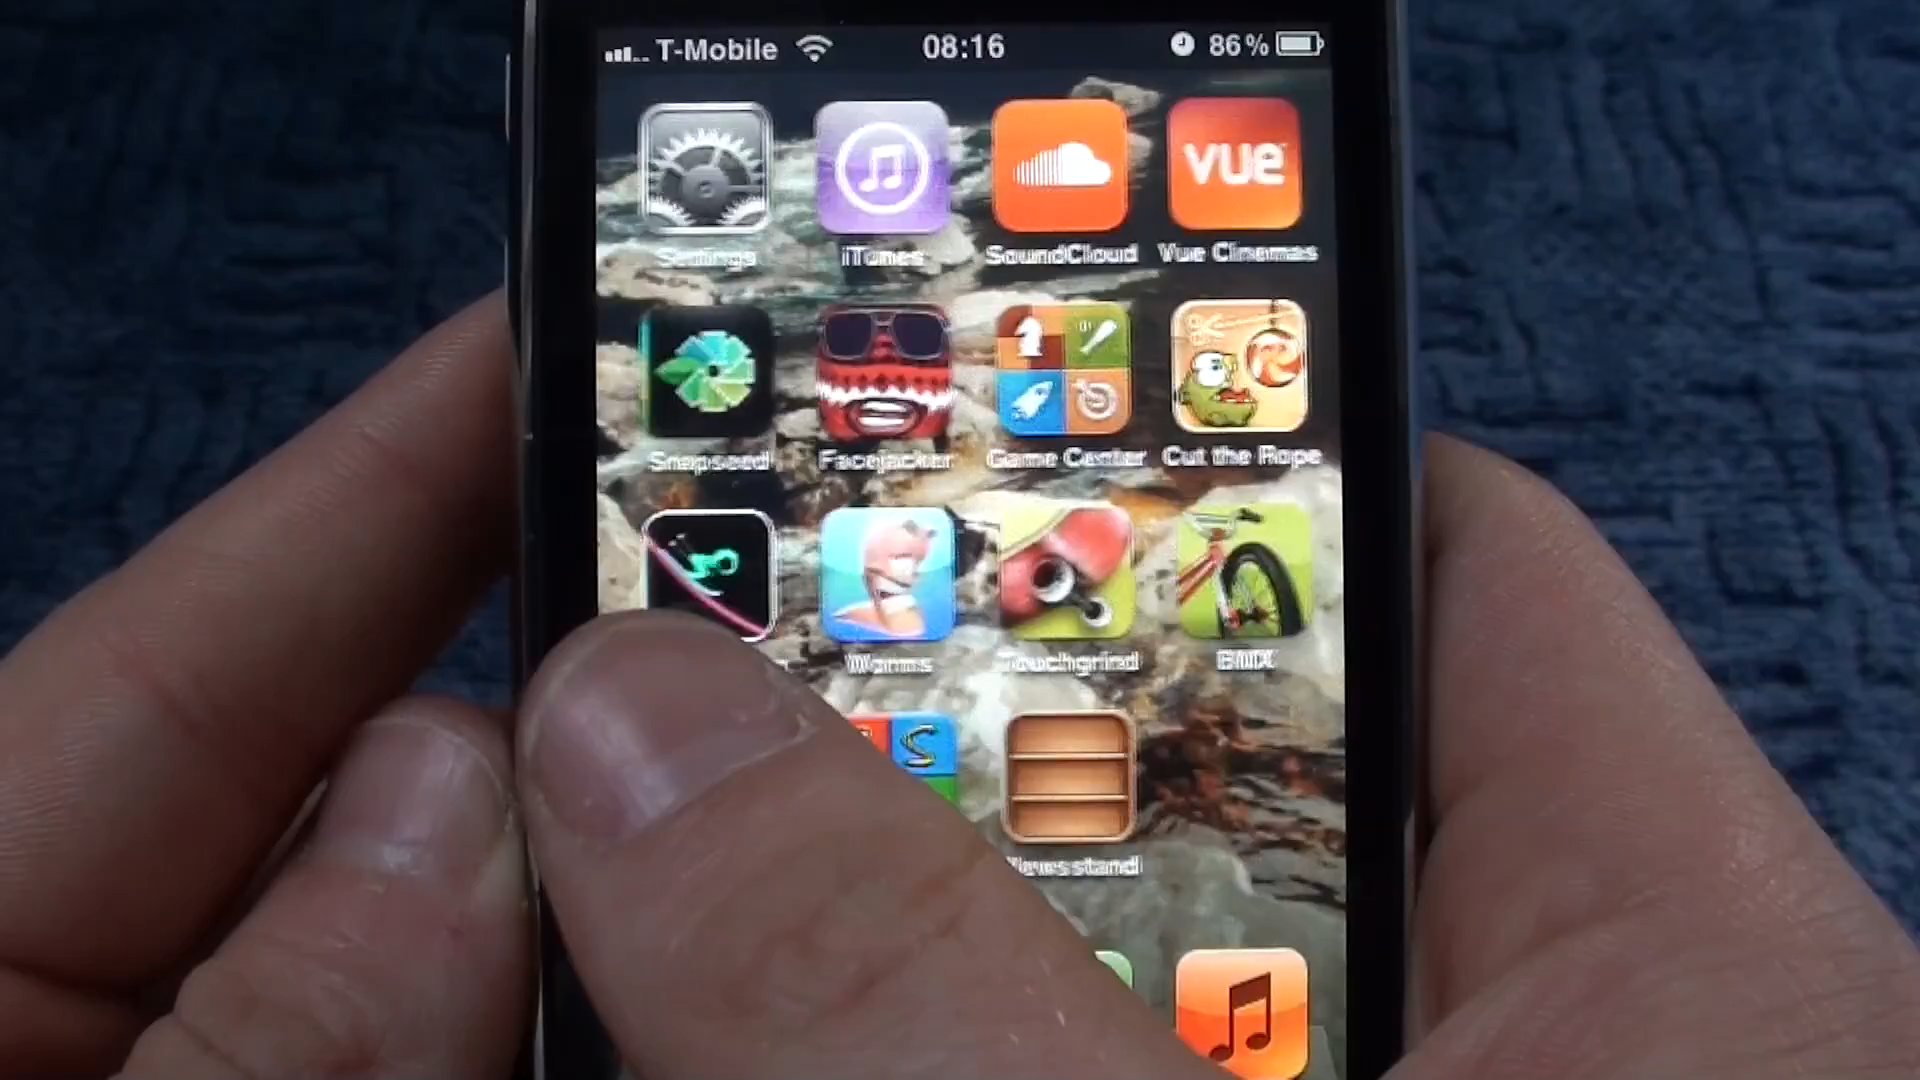 T-Mobile 08:16 86%
vue
Settings iTunes SoundCloud Vue Cinemas
Snapseed Facejacker Game Center Cut the Rope
Worms Touchgrind BMX
S
Newsstand